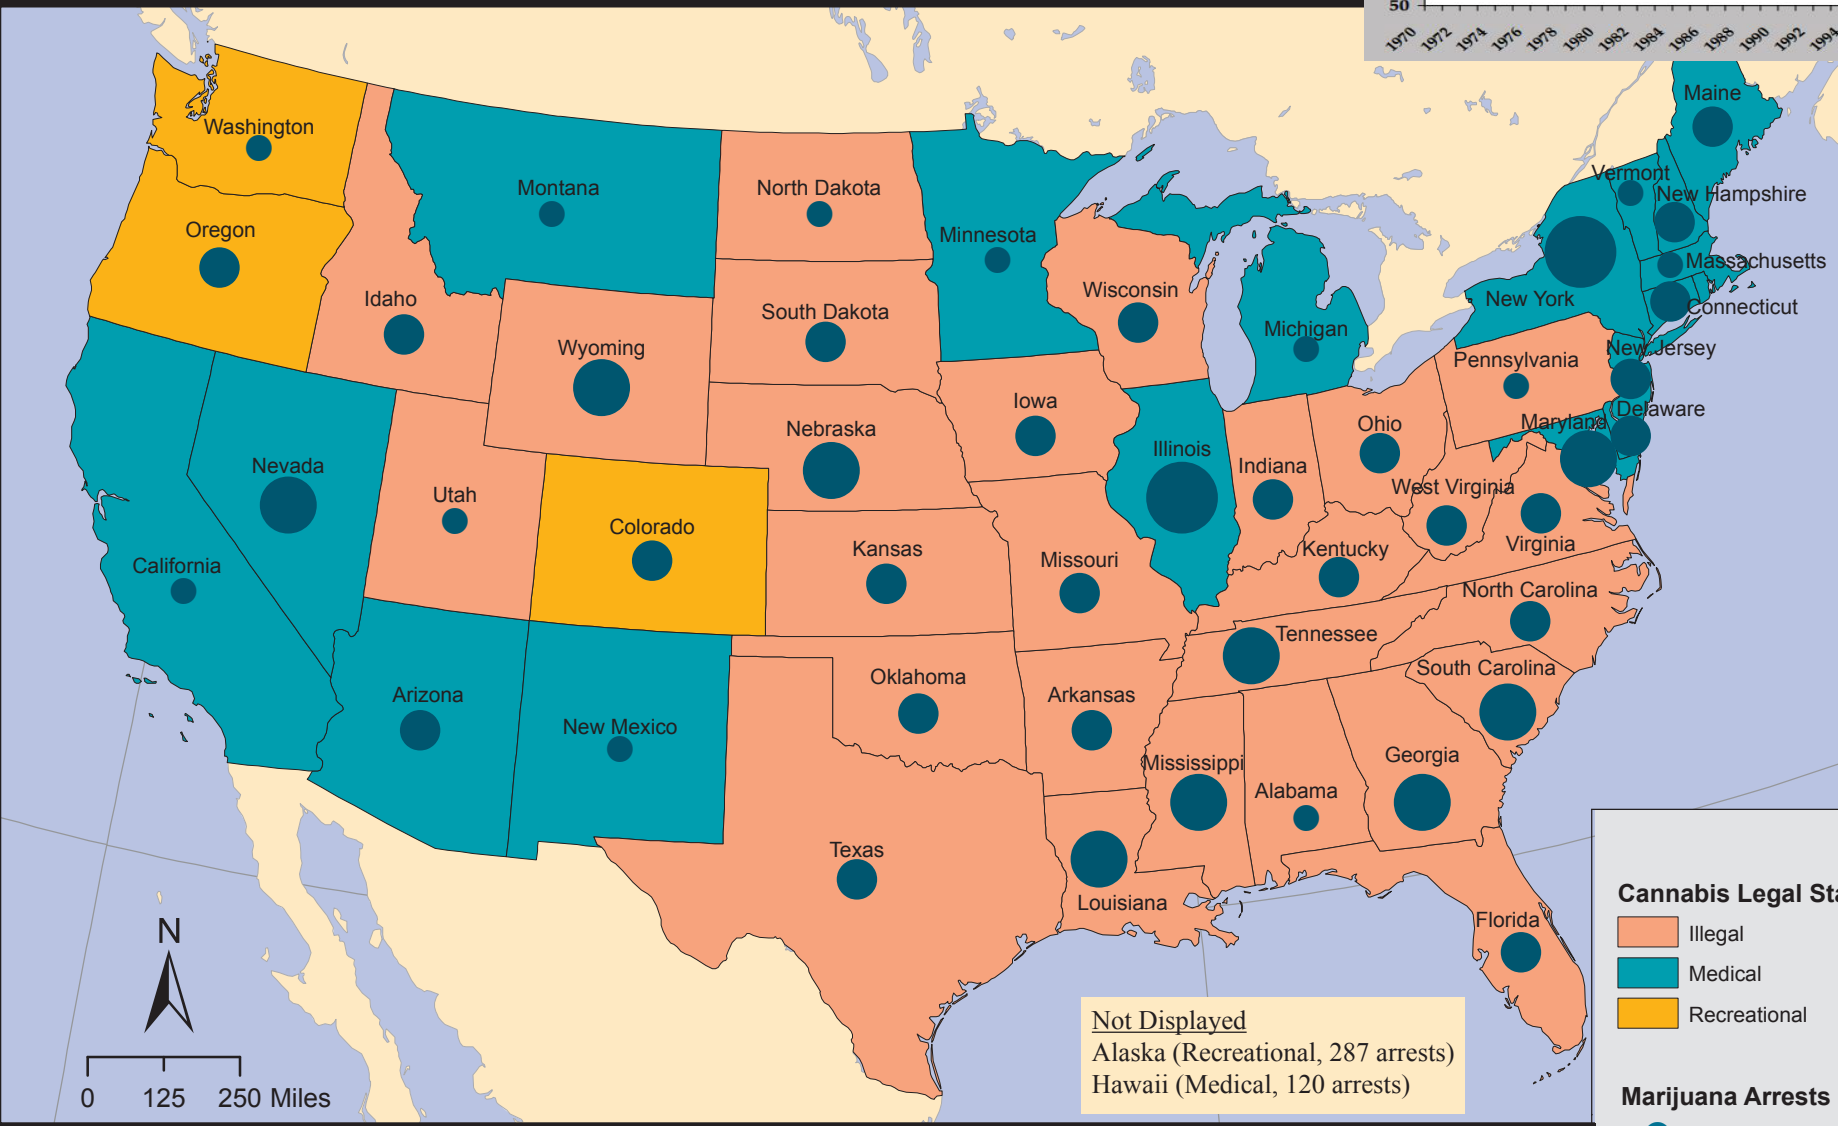 50
1970 1972 1974 1976 1978 1980 1982 1984 1986 1988 1990 1992 1994
Maine
Washington
Vermont
Montana
North Dakota
New Hampshire
Oregon
Minnesota
Massachusetts
Wisconsin
Idaho
New York
Connecticut
South Dakota
Michigan
Wyoming
New Jersey
Pennsylvania
Iowa
Delaware
Nebraska
Ohio
Maryland
Illinois
Nevada
Indiana
Utah
West Virginia
Colorado
Kansas
Kentucky
Virginia
California
Missouri
North Carolina
Tennessee
South Carolina
Oklahoma
Arizona
Arkansas
New Mexico
Georgia
Mississippi
Alabama
Texas
Louisiana
Florida
Cannabis Legal Sta
Illegal
Medical
Recreational
N
0 125 250 Miles
Not Displayed
Alaska (Recreational, 287 arrests)
Hawaii (Medical, 120 arrests)
Marijuana Arrests